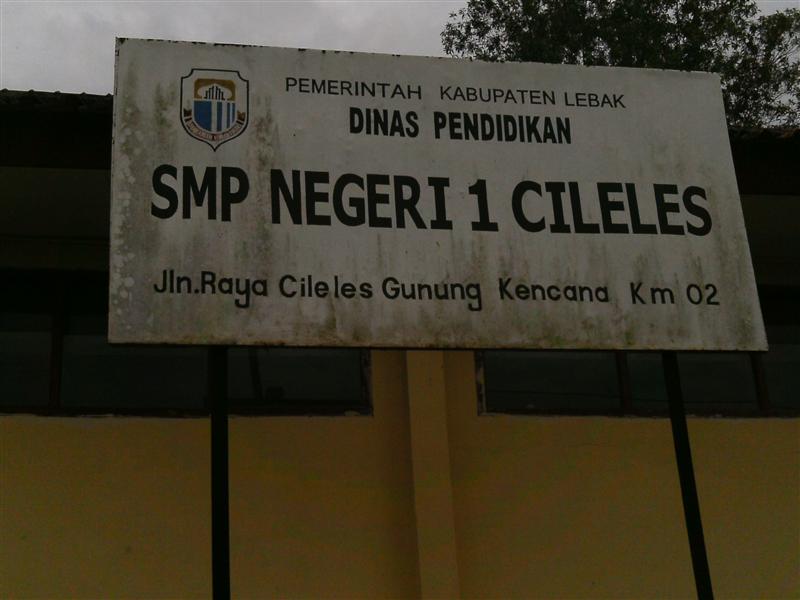 PEMERINTAH KABUPATEN LEBAK
DINAS PENDIDIKAN
SMP NEGERI 1 CILELES
Jln.Raya Cileles Gunung Kencana Km 02